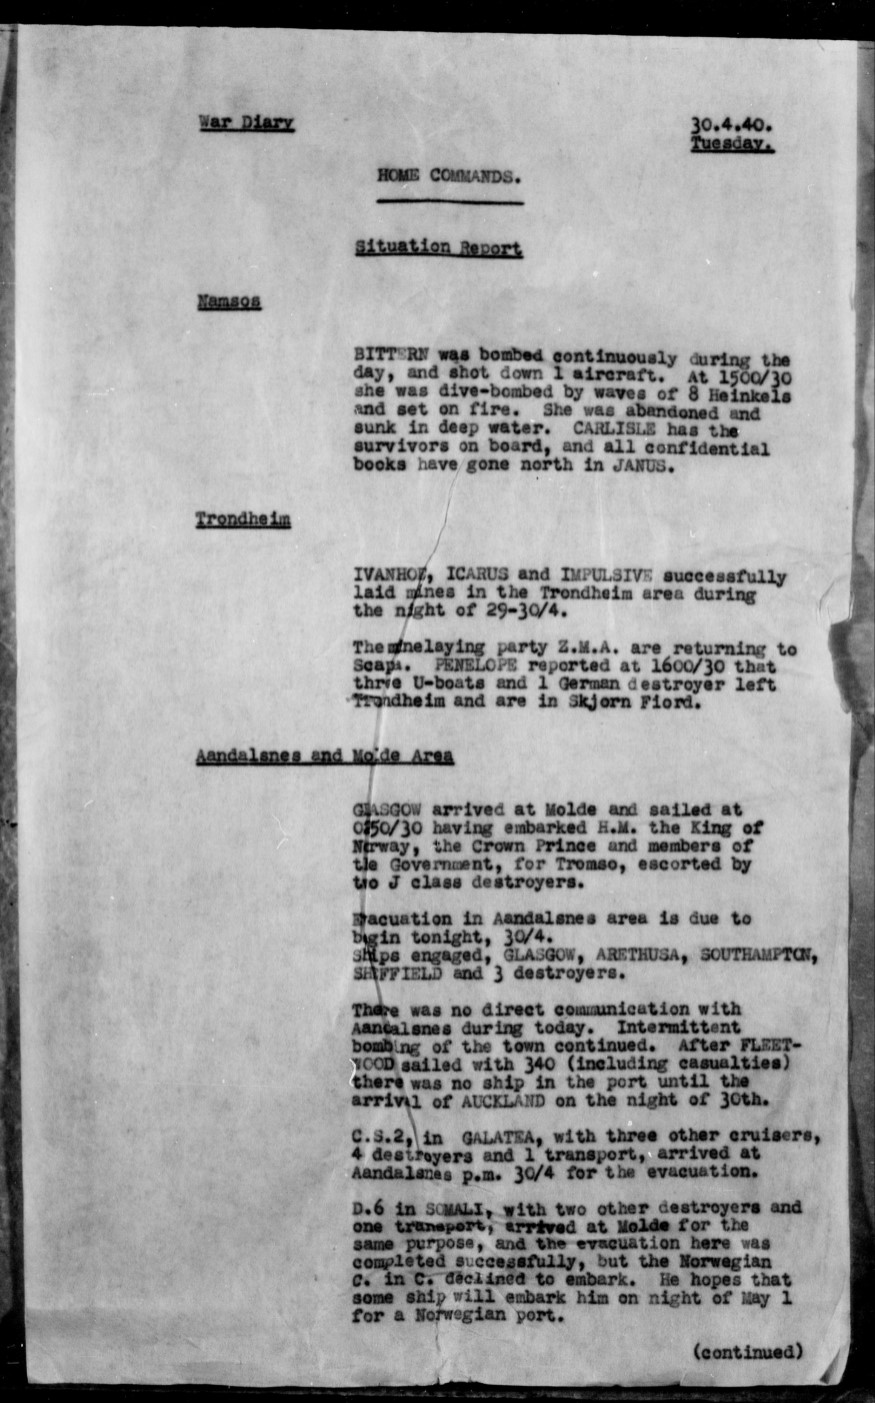 War Diary
30.4.40.
Tuesday.
HOME COMMANDS.
Situation Report
Namsos
BITTERN was bombed continuously during the
day, and shot down 1 aircraft. At 1500/30
she was dive-bombed by waves of 8 Heinkels
and set on fire. She was abandoned and
sunk in deep water. CARLISLE has the
survivors on board, and all confidential
books have gone north in JANUS.
Trondheim
IVANHOE, ICARUS and IMPULSIVE successfully
laid mines in the Trondheim area during
the night of 29-30/4.
The minelaying party Z.M.A. are returning to
Scapa. PENELOPE reported at 1600/30 that
three U-boats and 1 German destroyer left
Trondheim and are in Skjorn Fiord.
Aandalsnes and Molde Area
GLASGOW arrived at Molde and sailed at
having embarked H.M. the King of
Norway, the Crown Prince and members of
the Government, for Tromso, escorted by
two J class destroyers.
Evacuation in Aandalsnes area is due to
begin tonight, 30/4.
Ships engaged, GLASGOW, ARETHUSA, SOUTHAMPTON,
SHEFFIELD and 3 destroyers.
There was no direct communication with
Aandalsnes during today. Intermittent
bombing of the town continued. After FLEET-
WOOD sailed with 340 (including casualties)
there was no ship in the port until the
arrival of AUCKLAND on the night of 30th.
C.S.2, in GALATEA, with three other cruisers,
4 destroyers and 1 transport, arrived at
Aandalsnes p.m. 30/4 for the evacuation.
D.6 in SOMALI, with two other destroyers and
one transport, arrived at Molde for the
same purpose, and the evacuation here was
completed successfully, but the Norwegian
C. in C. declined to embark. He hopes that
some ship will embark him on night of May 1
for a Norwegian port.
(continued)